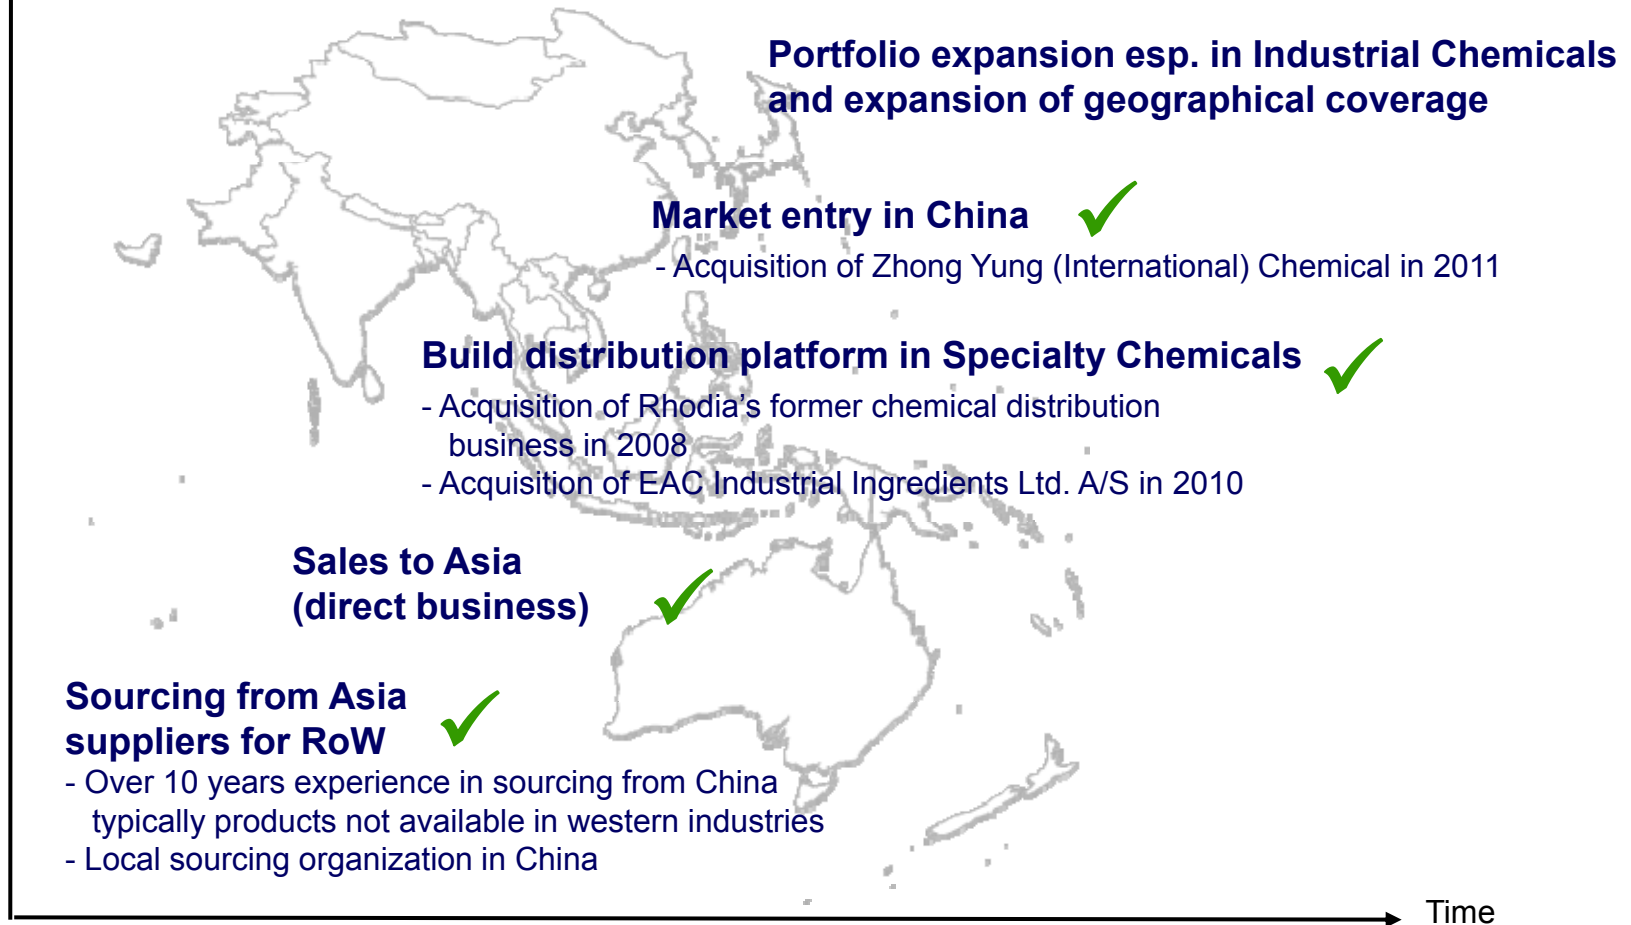 Portfolio expansion esp. in Industrial Chemicals
and expansion of geographical coverage
Market entry in China
- Acquisition of Zhong Yung (International) Chemical in 2011
Build distribution platform in Specialty Chemicals
- Acquisition of Rhodia's former chemical distribution
business in 2008
- Acquisition of EAC Industrial Ingredients Ltd. A/S in 2010
Sales to Asia
(direct business)
Sourcing from Asia
suppliers for RoW
- Over 10 years experience in sourcing from China
typically products not available in western industries
- Local sourcing organization in China
Time